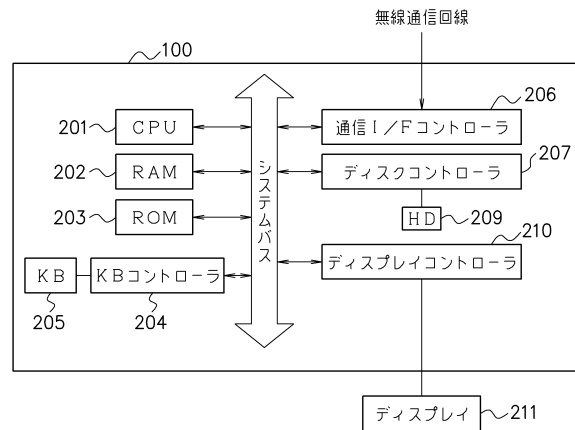 無線通信回線
100
201
CPU
202
RAM
203
ROM
KB
205
KBコントローラ
204
システムバス
206
通信I/Fコントローラ
207
ディスクコントローラ
HD
209
210
ディスプレイコントローラ
ディスプレイ
211